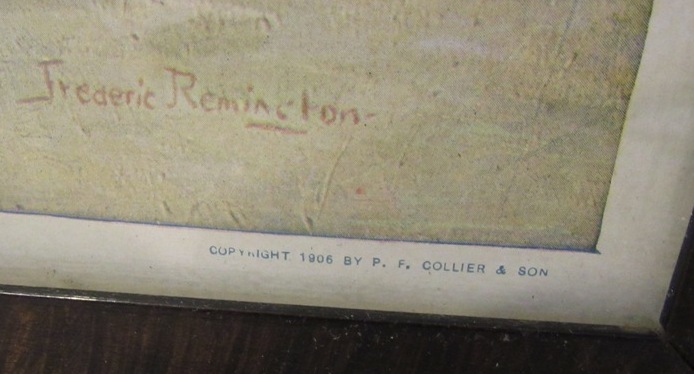 Frederic Remington-
COPYRIGHT 1906 BY P. F. COLLIER & SON